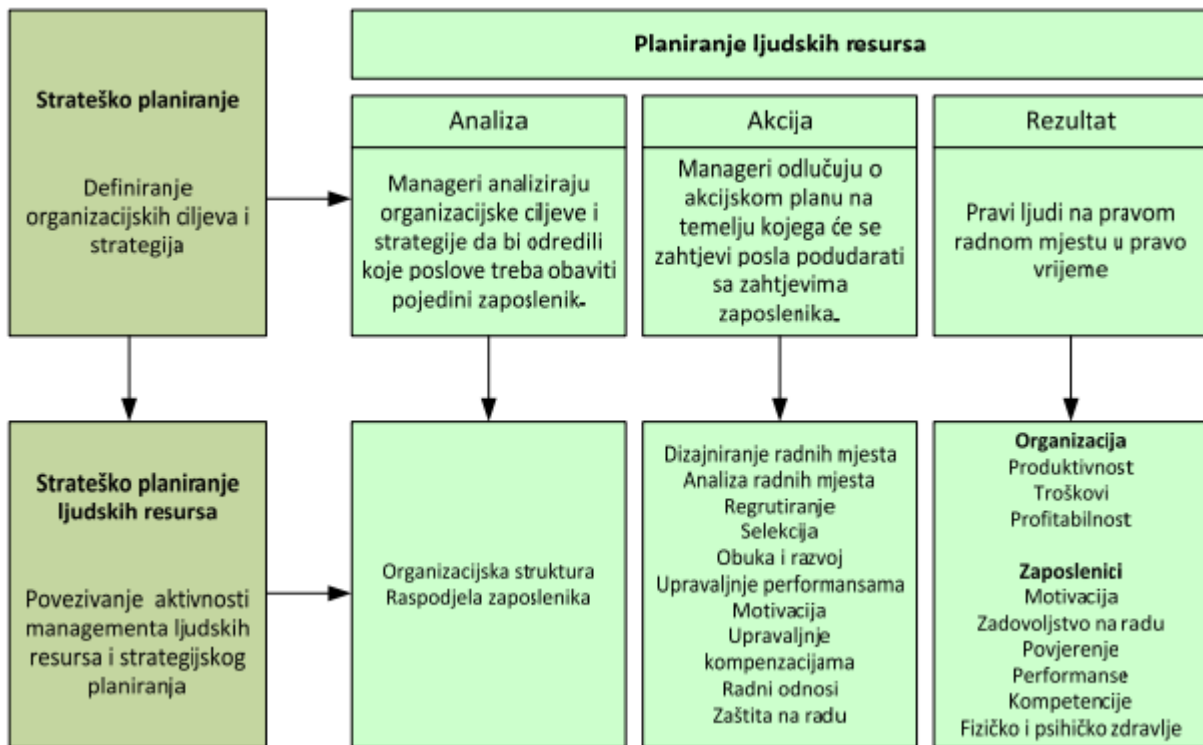 Strateško planiranje
Definiranje
organizacijskih ciljeva i
strategija
Planiranje ljudskih resursa
Analiza
Manageri analiziraju
organizacijske ciljeve i
strategije da bi odredili
koje poslove treba obaviti
pojedini zaposlenik.
Akcija
Manageri odlučuju o
akcijskom planu na
temelju kojega će se
zahtjevi posla podudarati
sa zahtjevima
zaposlenika.
Rezultat
Pravi ljudi na pravom
radnom mjestu u pravo
vrijeme
Strateško planiranje
ljudskih resursa
Povezivanje aktivnosti
managementa ljudskih
resursa i strategijskog
planiranja
Organizacijska struktura
Raspodjela zaposlenika
Dizajniranje radnih mjesta
Analiza radnih mjesta
Regrutiranje
Selekcija
Obuka i razvoj
Upravaljnje performansama
Motivacija
Upravaljnje
kompenzacijama
Radni odnosi
Zaštita na radu
Organizacija
Produktivnost
Troškovi
Profitabilnost
Zaposlenici
Motivacija
Zadovoljstvo na radu
Povjerenje
Performanse
Kompetencije
Fizičko i psihičko zdravlje